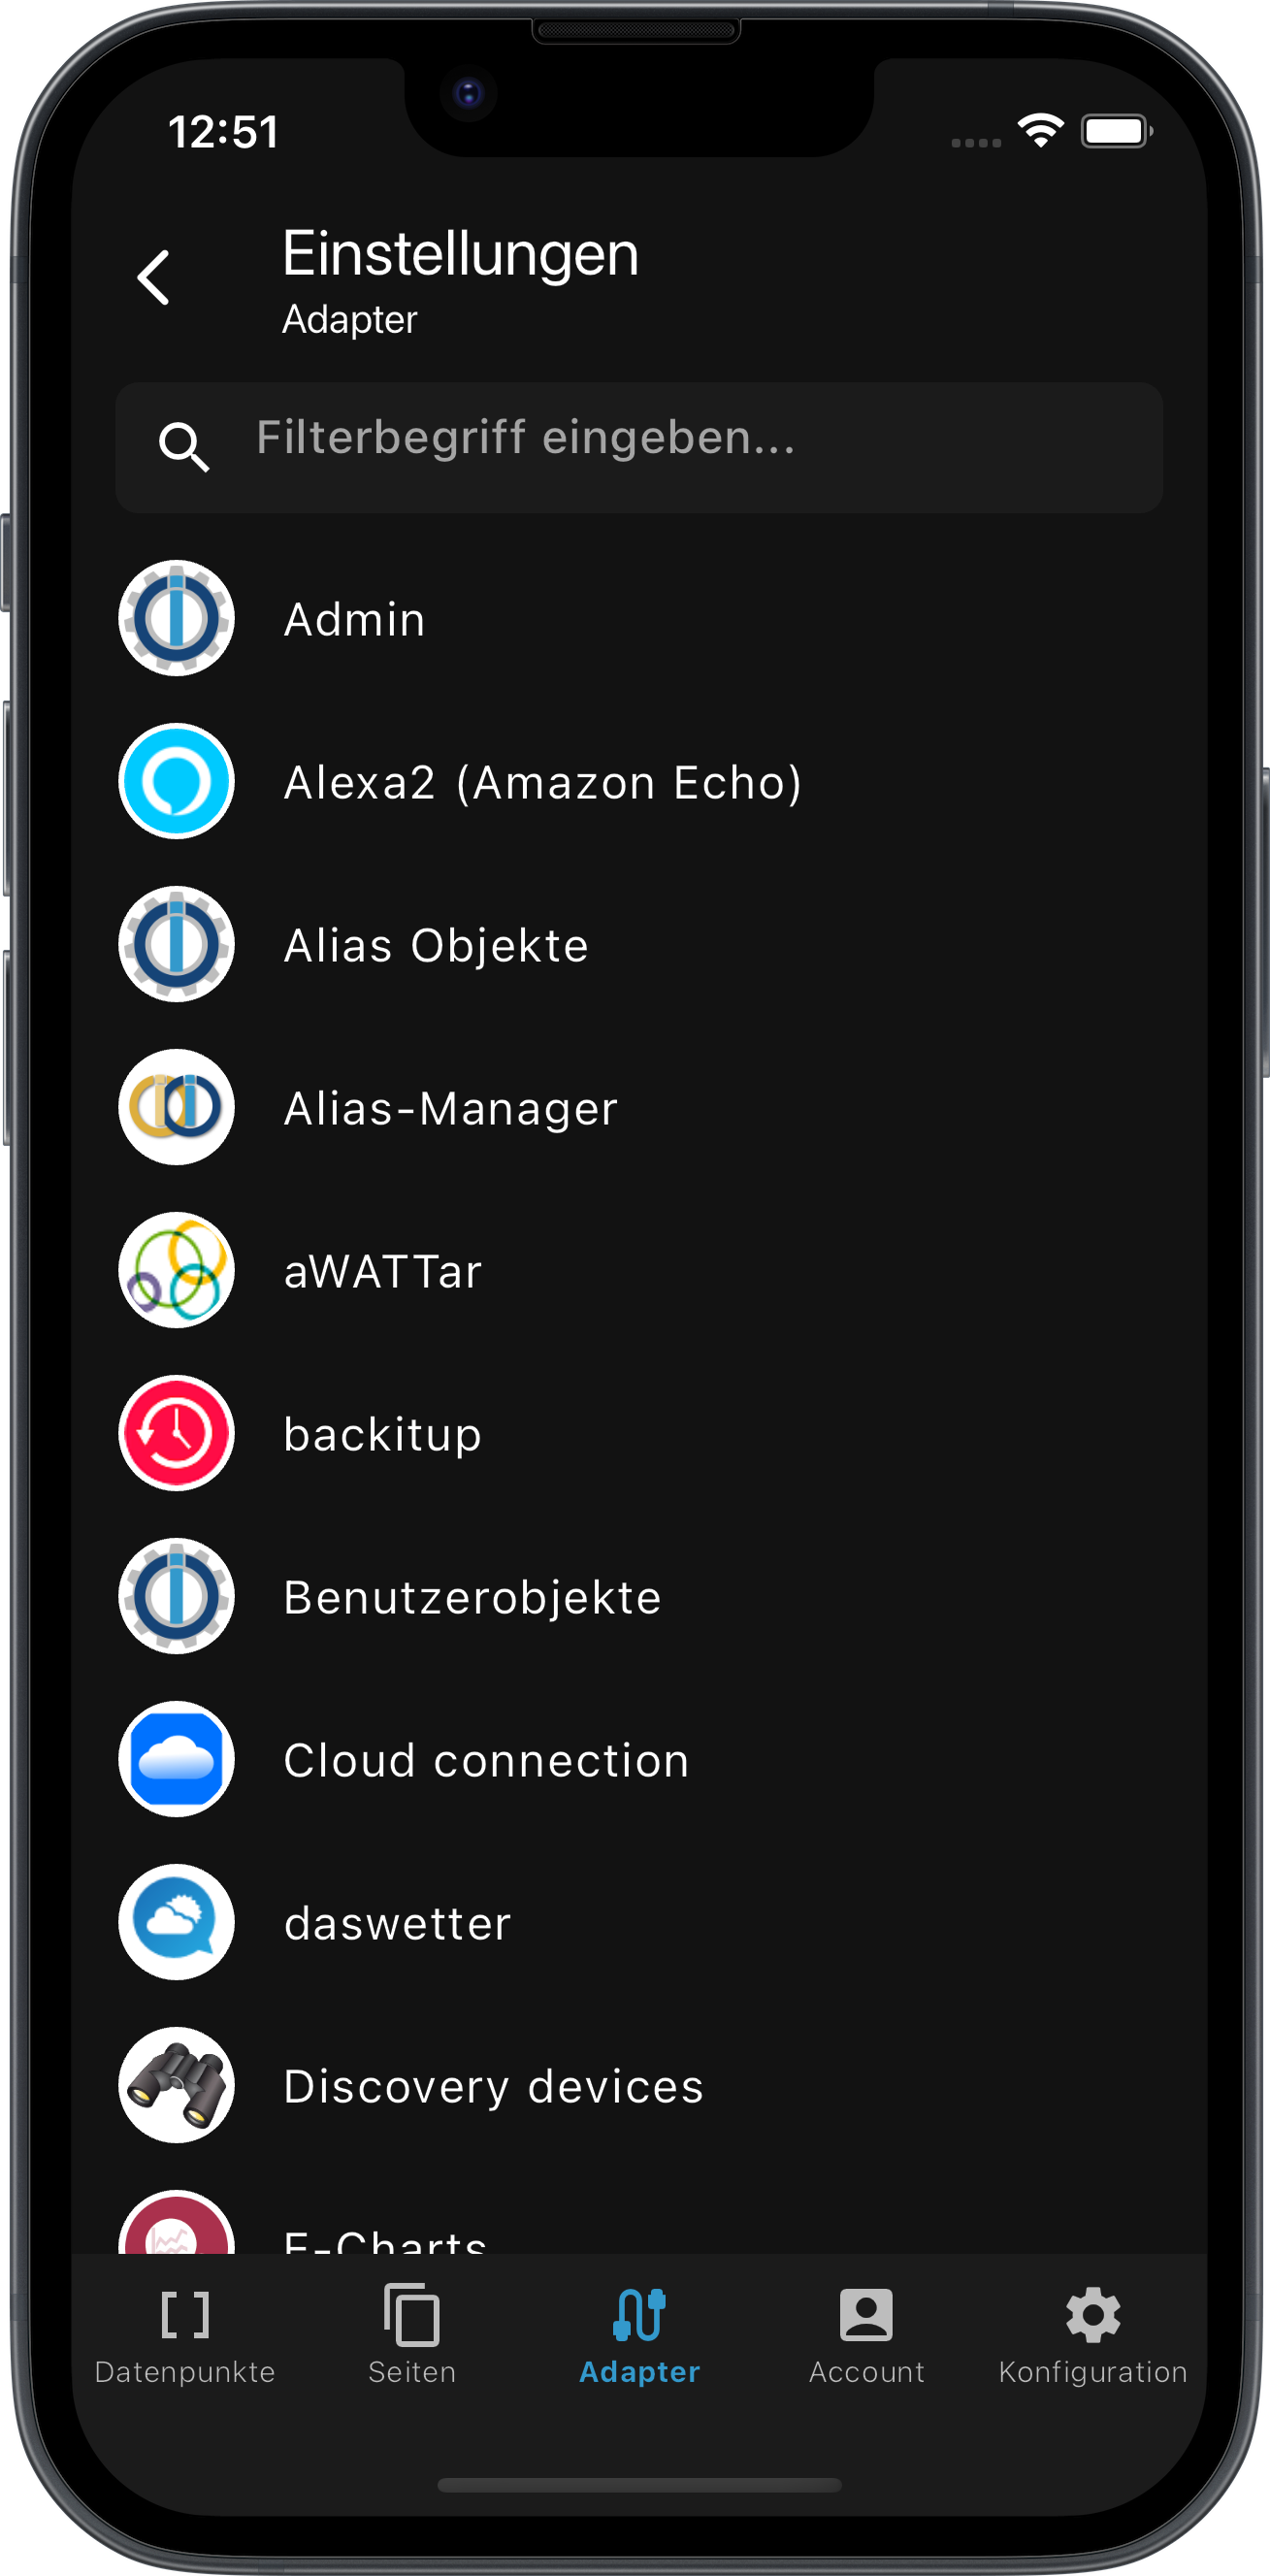 12:51
Einstellungen
Adapter
Filterbegriff eingeben...
Admin
Alexa2 (Amazon Echo)
Alias Objekte
Alias-Manager
aWATTar
backitup
Benutzerobjekte
Cloud connection
daswetter
Discovery devices
E-Charts
Datenpunkte
Seiten
Adapter
Account
Konfiguration